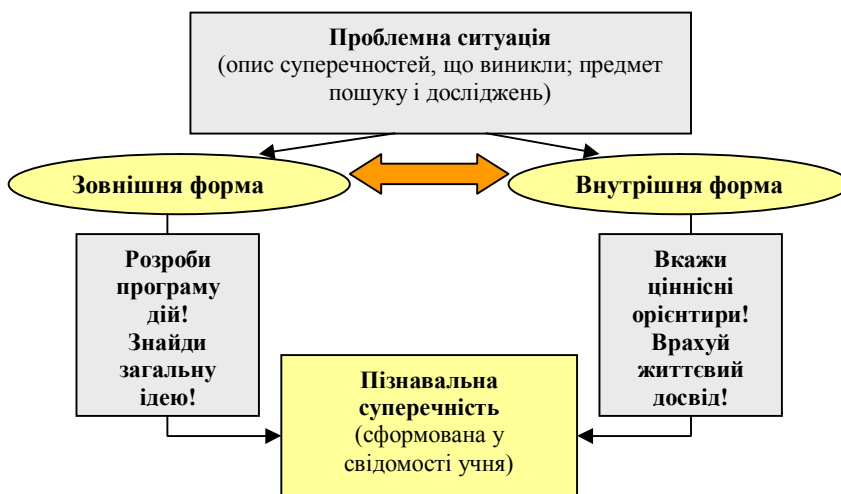 Проблемна ситуація
(опис суперечностей, що виникли; предмет
пошуку і досліджень)
Зовнішня форма
Внутрішня форма
Розроби
програму
дій!
Знайди
загальну
ідею!
Вкажи
ціннісні
орієнтири!
Врахуй
життєвий
досвід!
Пізнавальна
суперечність
(сформована у
свідомості учня)